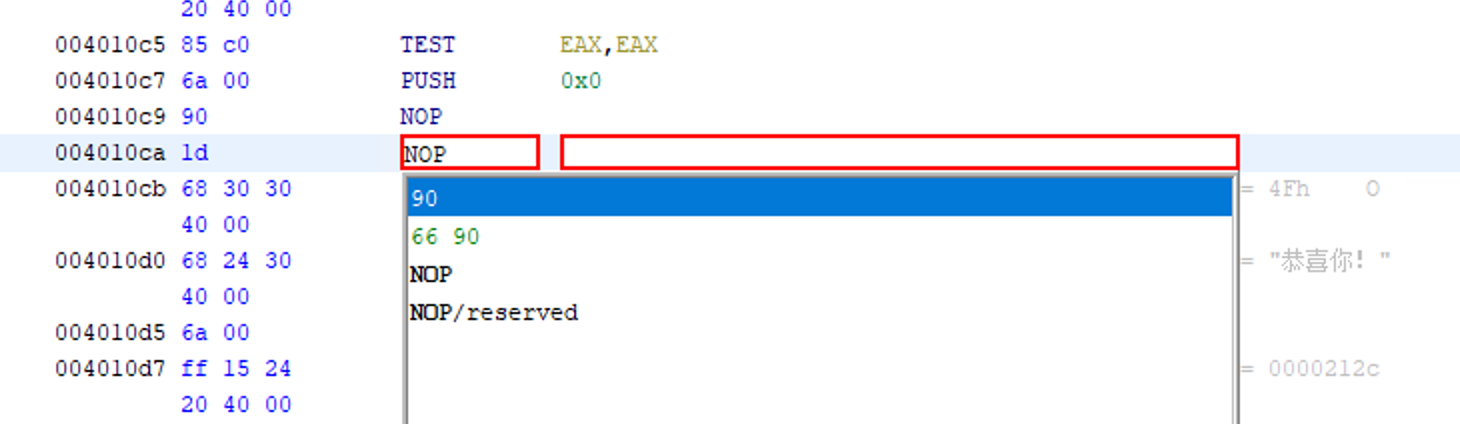 20 40 00
004010c5 85 c0 TEST EAX,EAX
004010c7 6a 00 PUSH 0x0
004010c9 90 NOP
004010ca 1d NOP
004010cb 68 30 30 = 4Fh O
90
40 00
66 90
004010d0 68 24 30 = "恭喜你! "
NOP
40 00
NOP/reserved
004010d5 6a 00
004010d7 ff 15 24 = 0000212c
20 40 00